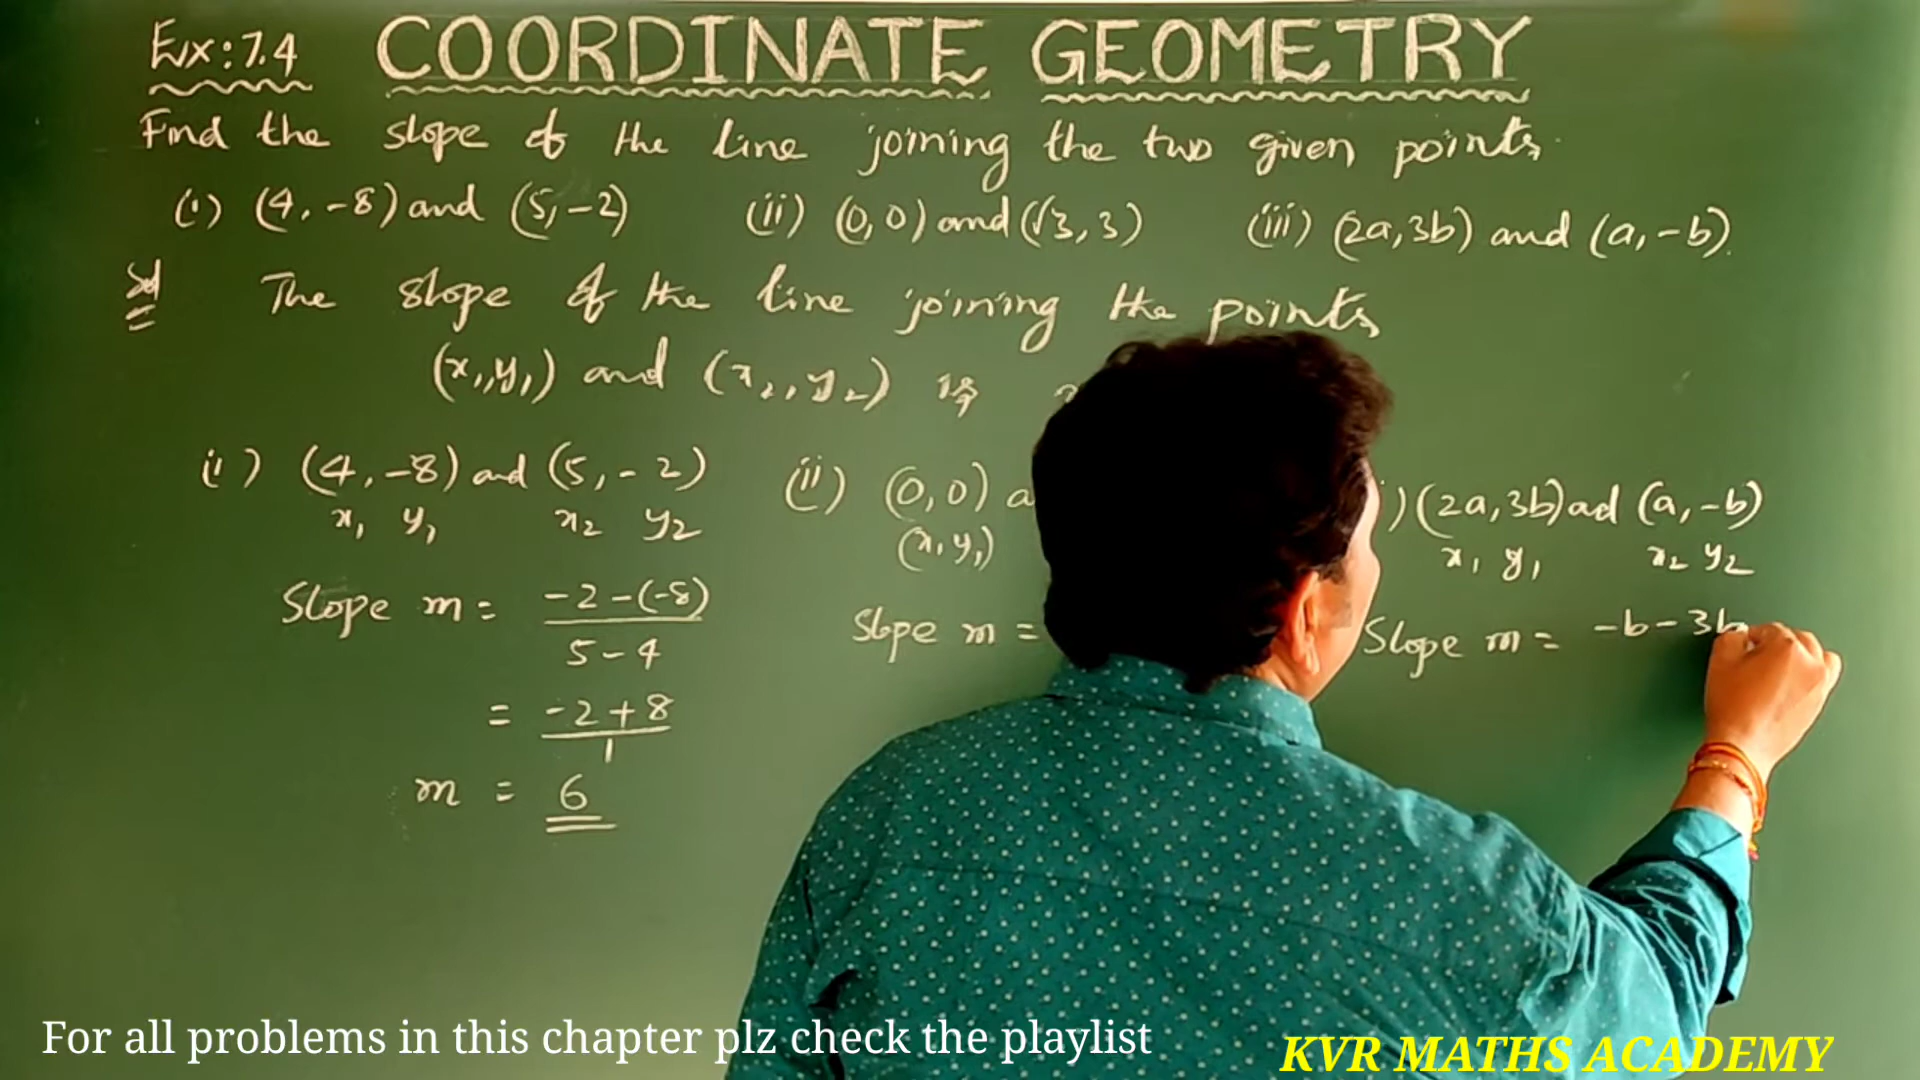 Ex: 7.4 COORDINATE GEOMETRY
Find the slope of the line joining the two given points.
(i) (4, -8) and (5, -2) (ii) (0, 0) and (√3, 3) (iii) (2a, 3b) and (a, -b).
Sol The slope of the line joining the points
(x₁, y₁) and (x₂, y₂) is
(i) (4, -8) and (5, -2)
x₁ y₁ x₂ y₂
Slope m = -2-(-8)
5-4
= -2+8
1
m = 6
(ii) (0, 0) a
(x₁ y₁)
Slope m =
) (2a, 3b) ad (a, -b)
x₁ y₁ x₂ y₂
Slope m = -b-3b
For all problems in this chapter plz check the playlist
KVR MATHS ACADEMY